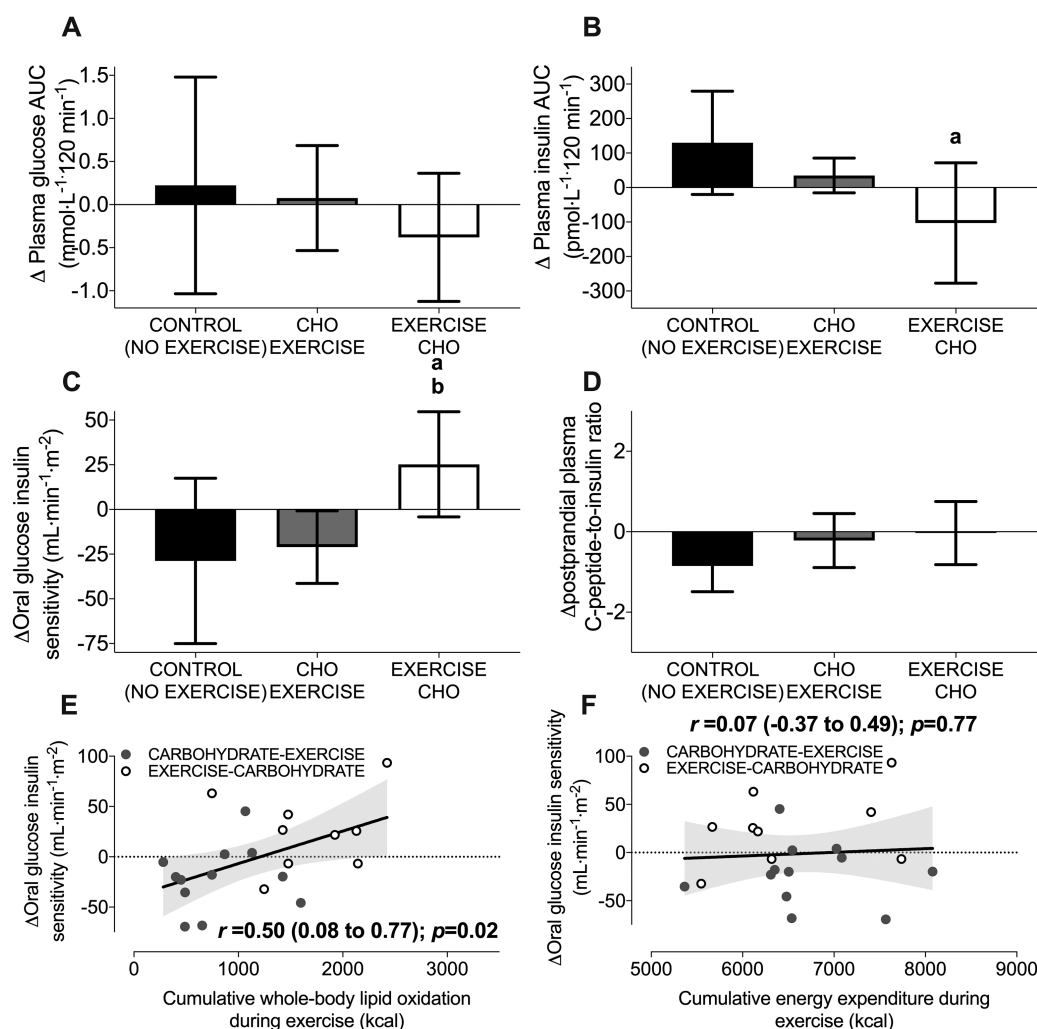 A
Δ Plasma glucose AUC
(mmol·L⁻¹·120 min⁻¹)
1.5
1.0
0.5
0.0
-0.5
-1.0
CONTROL
(NO EXERCISE)
CHO
EXERCISE
EXERCISE
CHO
B
Δ Plasma insulin AUC
(pmol·L⁻¹·120 min⁻¹)
300
200
100
0
-100
-200
-300
a
CONTROL
(NO EXERCISE)
CHO
EXERCISE
EXERCISE
CHO
C
ΔOral glucose insulin
sensitivity (mL·min⁻¹·m⁻²)
50
25
0
-25
-50
-75
a
b
CONTROL
(NO EXERCISE)
CHO
EXERCISE
EXERCISE
CHO
D
Δpostprandial plasma
C-peptide-to-insulin ratio
2
0
-2
CONTROL
(NO EXERCISE)
CHO
EXERCISE
EXERCISE
CHO
E
ΔOral glucose insulin
sensitivity (mL·min⁻¹·m⁻²)
100
50
0
-50
CARBOHYDRATE-EXERCISE
EXERCISE-CARBOHYDRATE
r =0.50 (0.08 to 0.77); p=0.02
0 1000 2000 3000
Cumulative whole-body lipid oxidation
during exercise (kcal)
F
r =0.07 (-0.37 to 0.49); p=0.77
ΔOral glucose insulin sensitivity
(mL·min⁻¹·m⁻²)
100
50
0
-50
CARBOHYDRATE-EXERCISE
EXERCISE-CARBOHYDRATE
5000 6000 7000 8000 9000
Cumulative energy expenditure during
exercise (kcal)